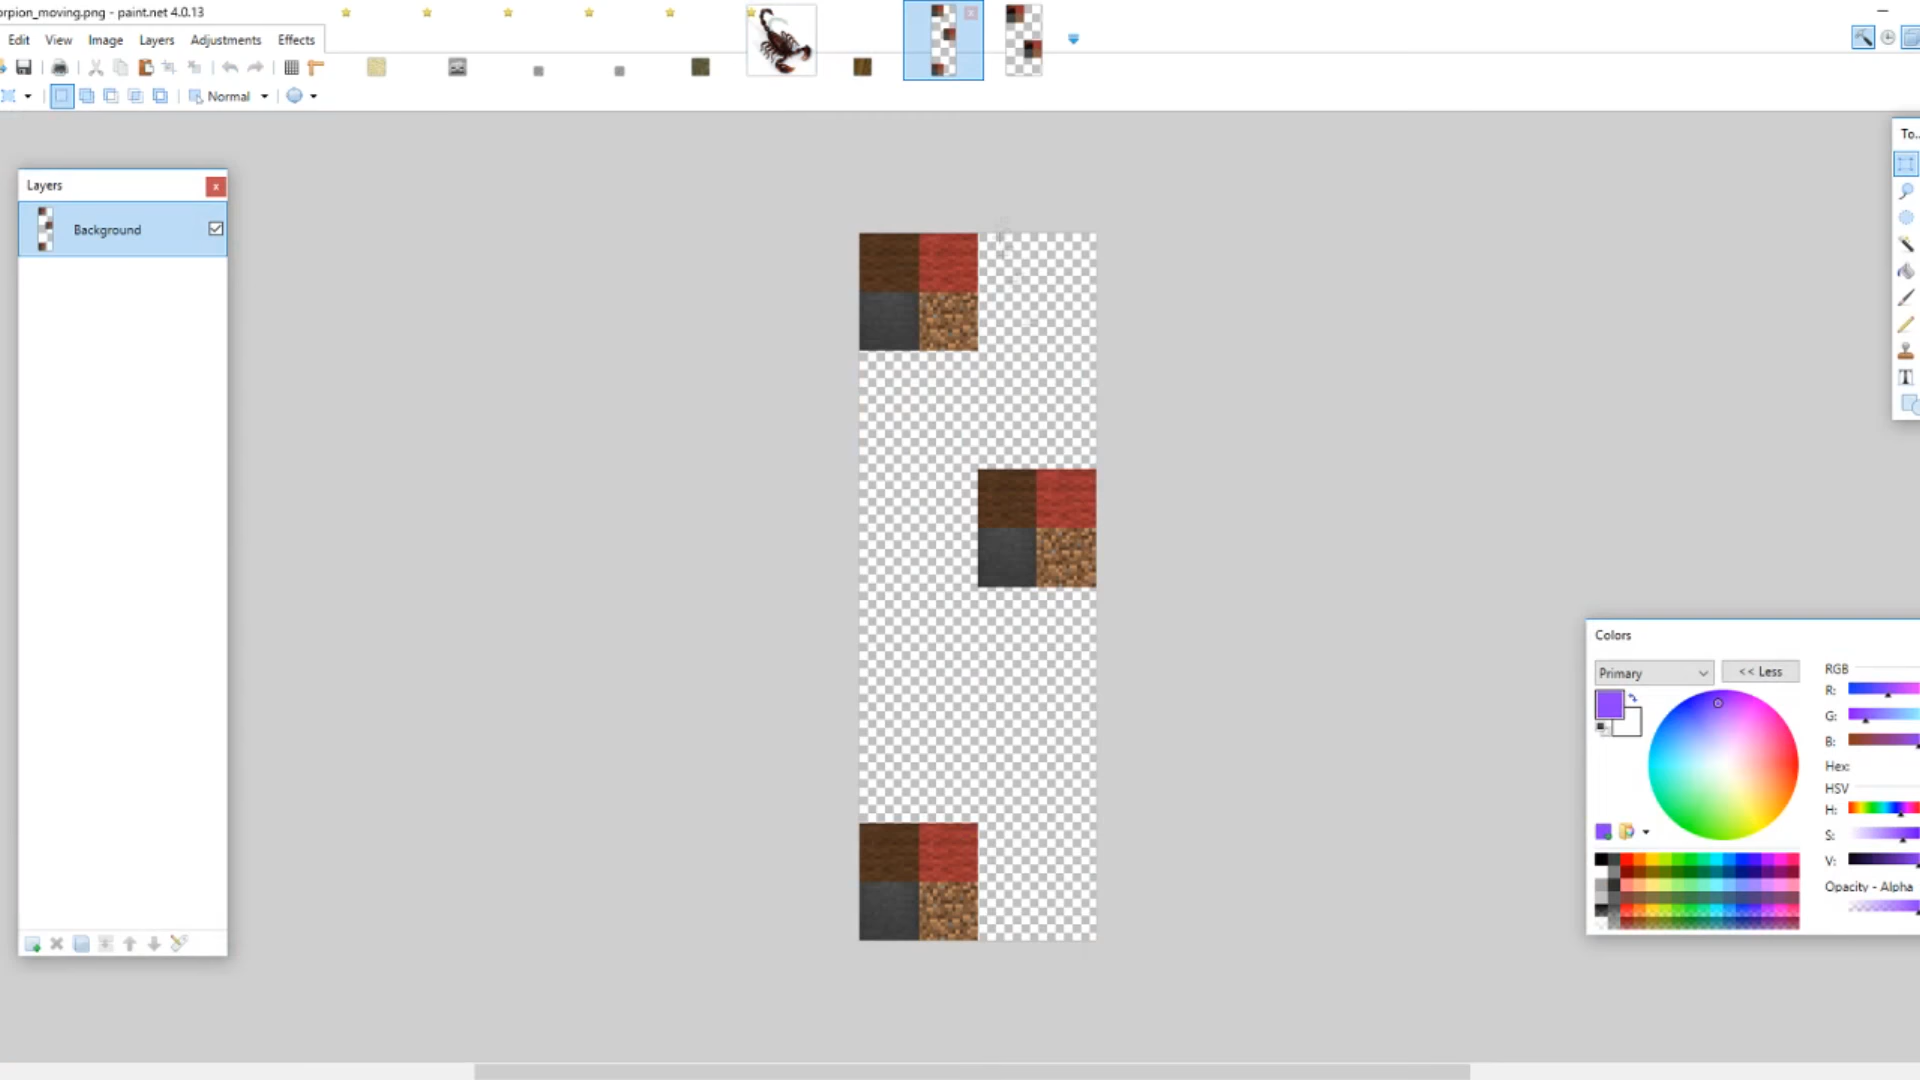 orpion_moving.png - paint.net 4.0.13
Edit View Image Layers Adjustments Effects
Normal
To...
Layers
Background
Colors
Primary
<< Less
RGB
R:
G:
B:
Hex:
HSV
H:
S:
V:
Opacity - Alpha